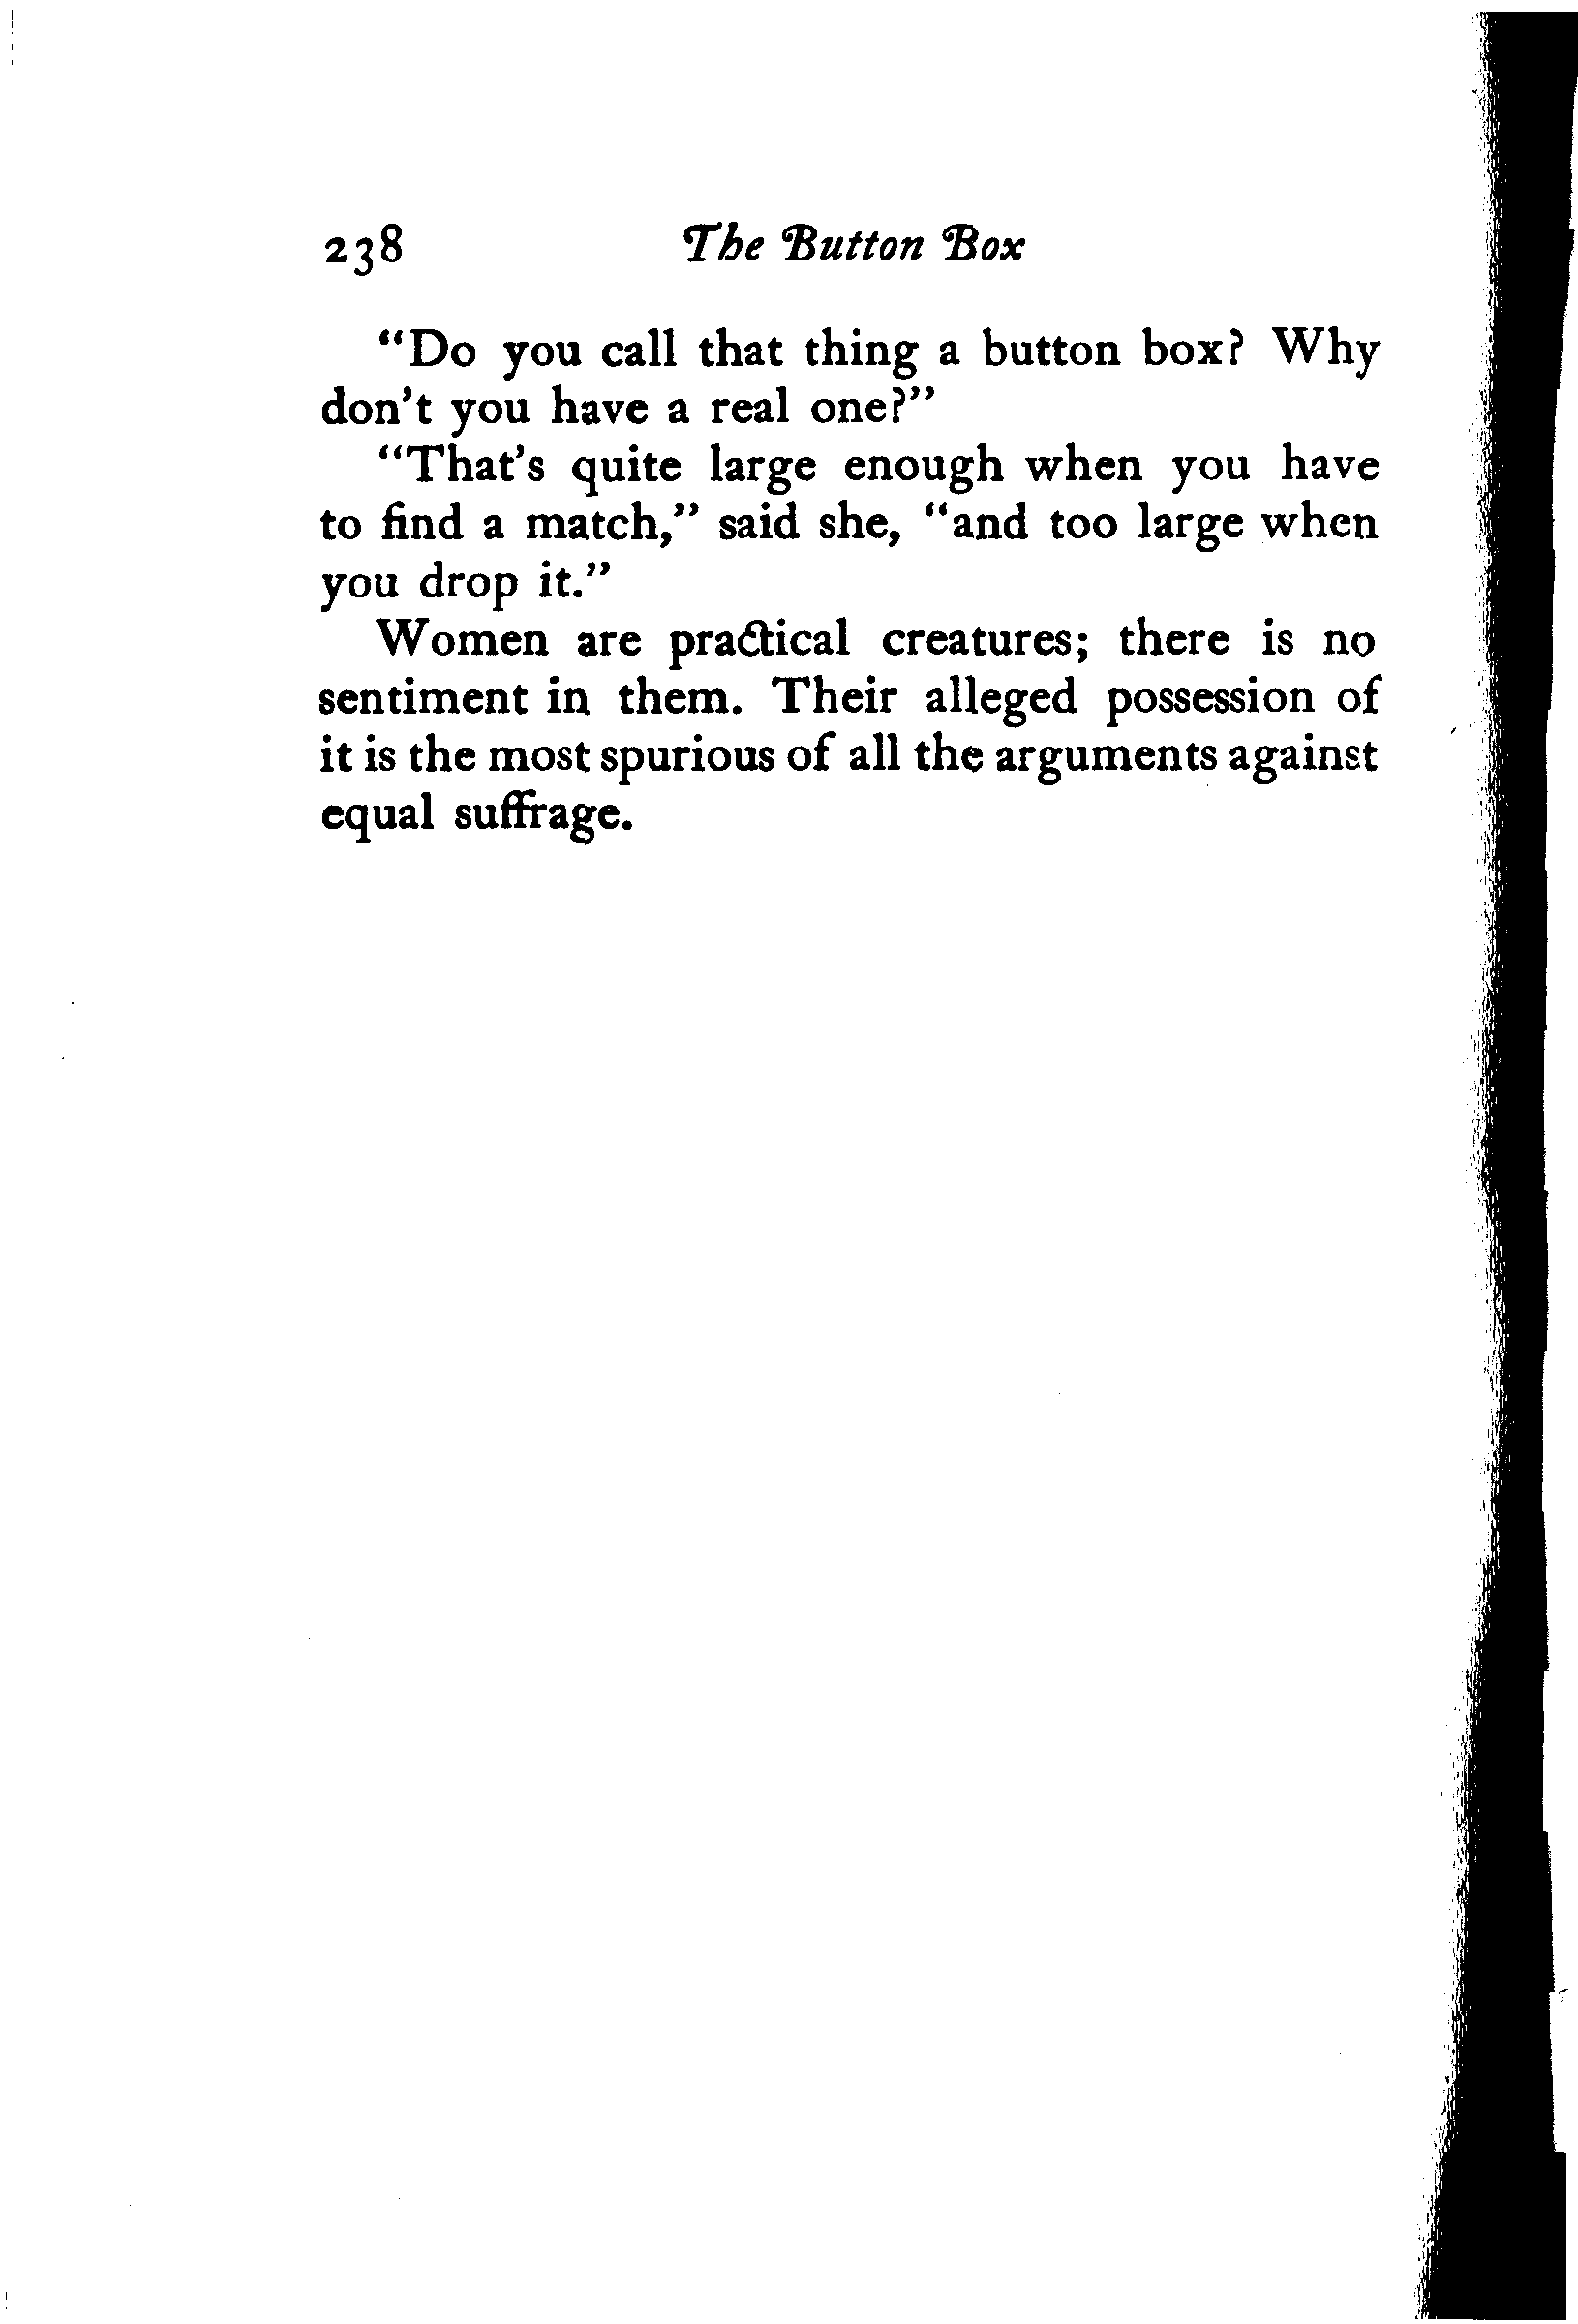 238 The Button Box
"Do you call that thing a button box? Why
don't you have a real one?"
"That's quite large enough when you have
to find a match," said she, "and too large when
you drop it."
Women are practical creatures; there is no
sentiment in them. Their alleged possession of
it is the most spurious of all the arguments against
equal suffrage.